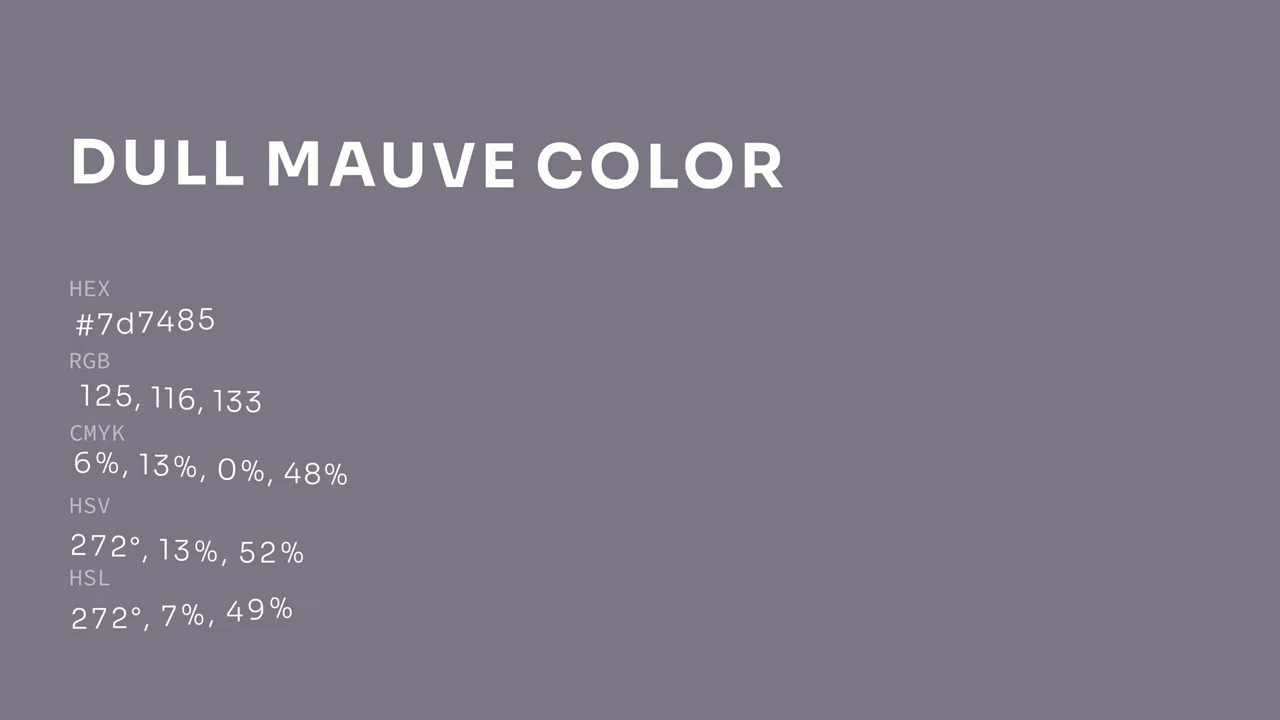 DULL MAUVE COLOR
HEX
#7d7485
RGB
125, 116, 133
CMYK
6%, 13%, 0%, 48%
HSV
272°, 13%, 52%
HSL
272°, 7%, 49%